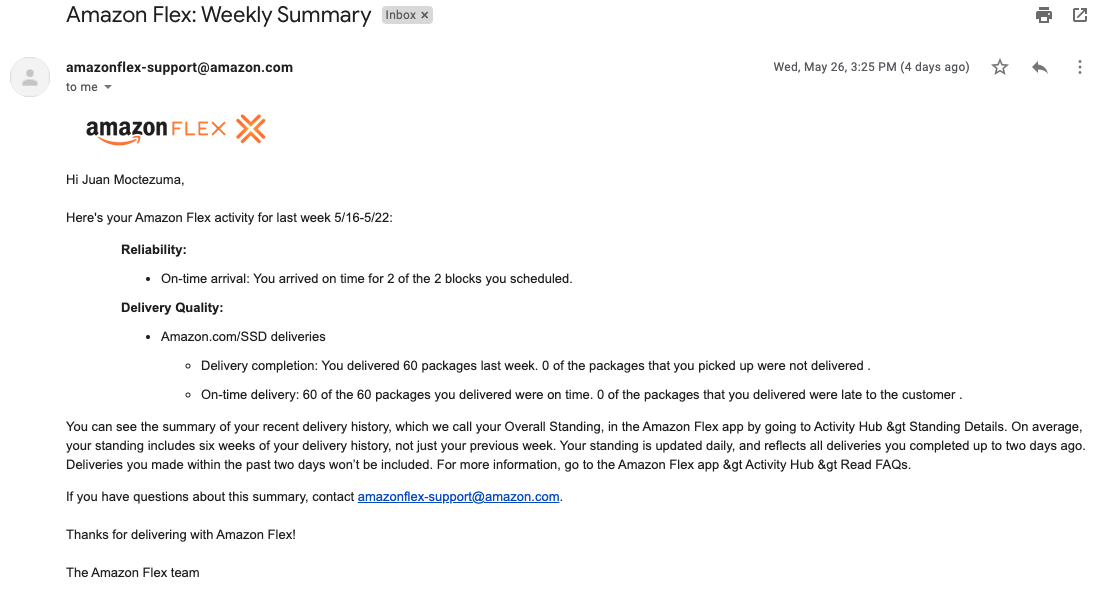 Amazon Flex: Weekly Summary Inbox ×
amazonflex-support@amazon.com Wed, May 26, 3:25 PM (4 days ago)
to me
amazon FLEX
Hi Juan Moctezuma,
Here's your Amazon Flex activity for last week 5/16-5/22:
Reliability:
• On-time arrival: You arrived on time for 2 of the 2 blocks you scheduled.
Delivery Quality:
• Amazon.com/SSD deliveries
◦ Delivery completion: You delivered 60 packages last week. 0 of the packages that you picked up were not delivered .
◦ On-time delivery: 60 of the 60 packages you delivered were on time. 0 of the packages that you delivered were late to the customer .
You can see the summary of your recent delivery history, which we call your Overall Standing, in the Amazon Flex app by going to Activity Hub &gt Standing Details. On average,
your standing includes six weeks of your delivery history, not just your previous week. Your standing is updated daily, and reflects all deliveries you completed up to two days ago.
Deliveries you made within the past two days won't be included. For more information, go to the Amazon Flex app &gt Activity Hub &gt Read FAQs.
If you have questions about this summary, contact amazonflex-support@amazon.com.
Thanks for delivering with Amazon Flex!
The Amazon Flex team